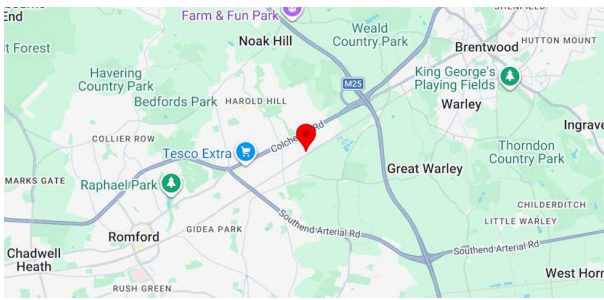 SHENFIELD
End
Farm & Fun Park
Weald
Country Park
Noak Hill
Brentwood
HUTTON MOUNT
it Forest
M25
Havering
Country Park
King George's
Playing Fields
Bedfords Park
HAROLD HILL
Warley
Ingrave
Colchester Rd
COLLIER ROW
Tesco Extra
Thorndon
Country Park
Great Warley
MARKS GATE
Raphael Park
CHILDERDITCH
LITTLE WARLEY
Southend Arterial Rd
GIDEA PARK
Romford
Southend Arterial Rd
Chadwell
Heath
West Horn
RUSH GREEN